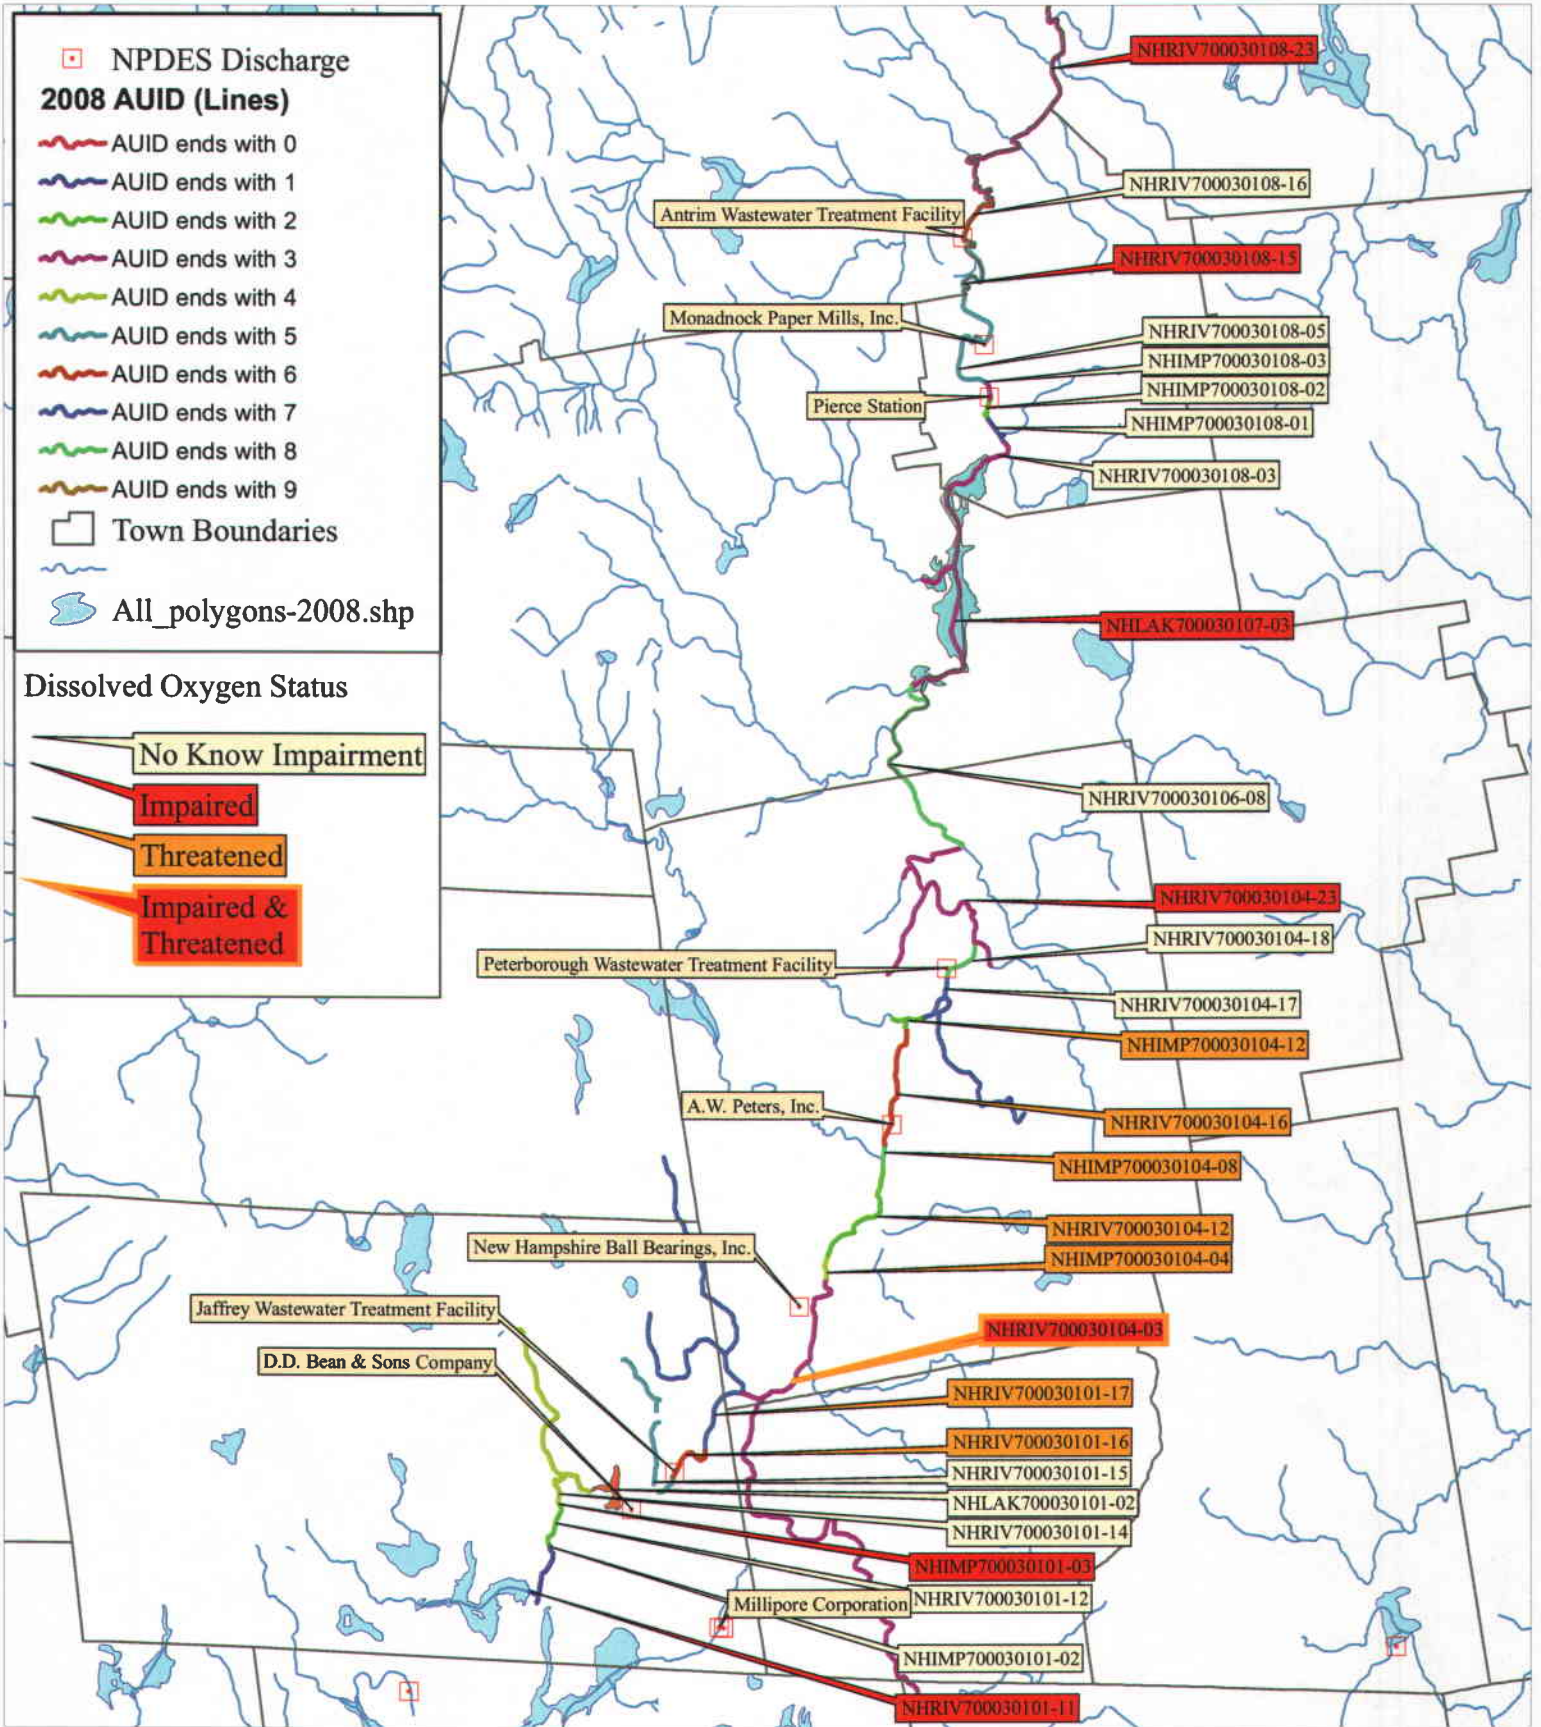 NPDES Discharge
2008 AUID (Lines)
AUID ends with 0
AUID ends with 1
AUID ends with 2
AUID ends with 3
AUID ends with 4
AUID ends with 5
AUID ends with 6
AUID ends with 7
AUID ends with 8
AUID ends with 9
Town Boundaries
All_polygons-2008.shp
Dissolved Oxygen Status
No Know Impairment
Impaired
Threatened
Impaired &
Threatened
NHRIV700030108-23
NHRIV700030108-16
Antrim Wastewater Treatment Facility
NHRIV700030108-15
Monadnock Paper Mills, Inc.
NHRIV700030108-05
NHIMP700030108-03
NHIMP700030108-02
Pierce Station
NHIMP700030108-01
NHRIV700030108-03
NHLAK700030107-03
NHRIV700030106-08
NHRIV700030104-23
NHRIV700030104-18
Peterborough Wastewater Treatment Facility
NHRIV700030104-17
NHIMP700030104-12
A.W. Peters, Inc.
NHRIV700030104-16
NHIMP700030104-08
NHRIV700030104-12
New Hampshire Ball Bearings, Inc.
NHIMP700030104-04
Jaffrey Wastewater Treatment Facility
NHRIV700030104-03
D.D. Bean & Sons Company
NHRIV700030101-17
NHRIV700030101-16
NHRIV700030101-15
NHLAK700030101-02
NHRIV700030101-14
NHIMP700030101-03
NHRIV700030101-12
Millipore Corporation
NHIMP700030101-02
NHRIV700030101-11